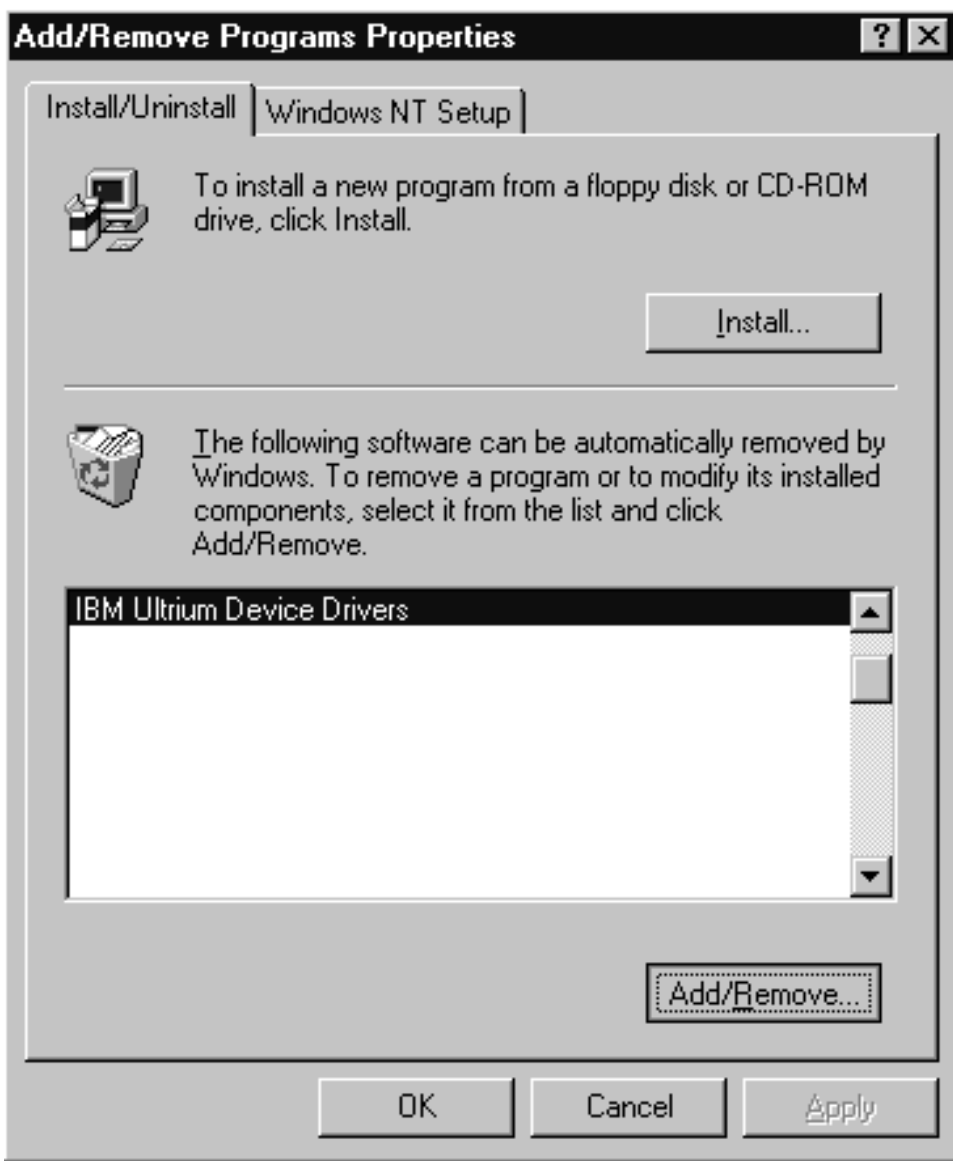 Add/Remove Programs Properties
Install/Uninstall
Windows NT Setup
To install a new program from a floppy disk or CD-ROM
drive, click Install.
Install...
The following software can be automatically removed by
Windows. To remove a program or to modify its installed
components, select it from the list and click
Add/Remove.
IBM Ultrium Device Drivers
Add/Remove...
OK
Cancel
Apply